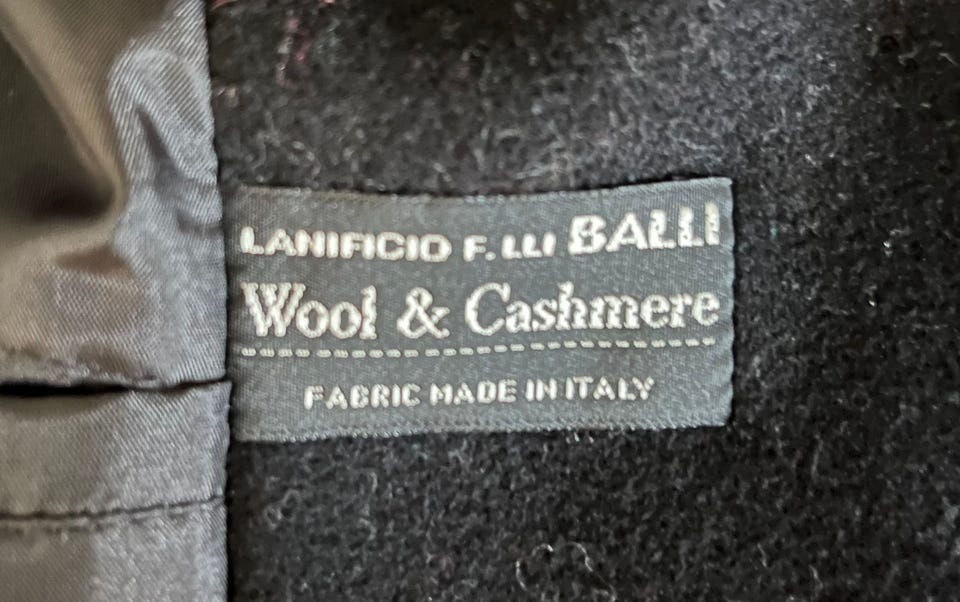 LANIFICIO F.LLI BALLI
Wool & Cashmere
FABRIC MADE IN ITALY